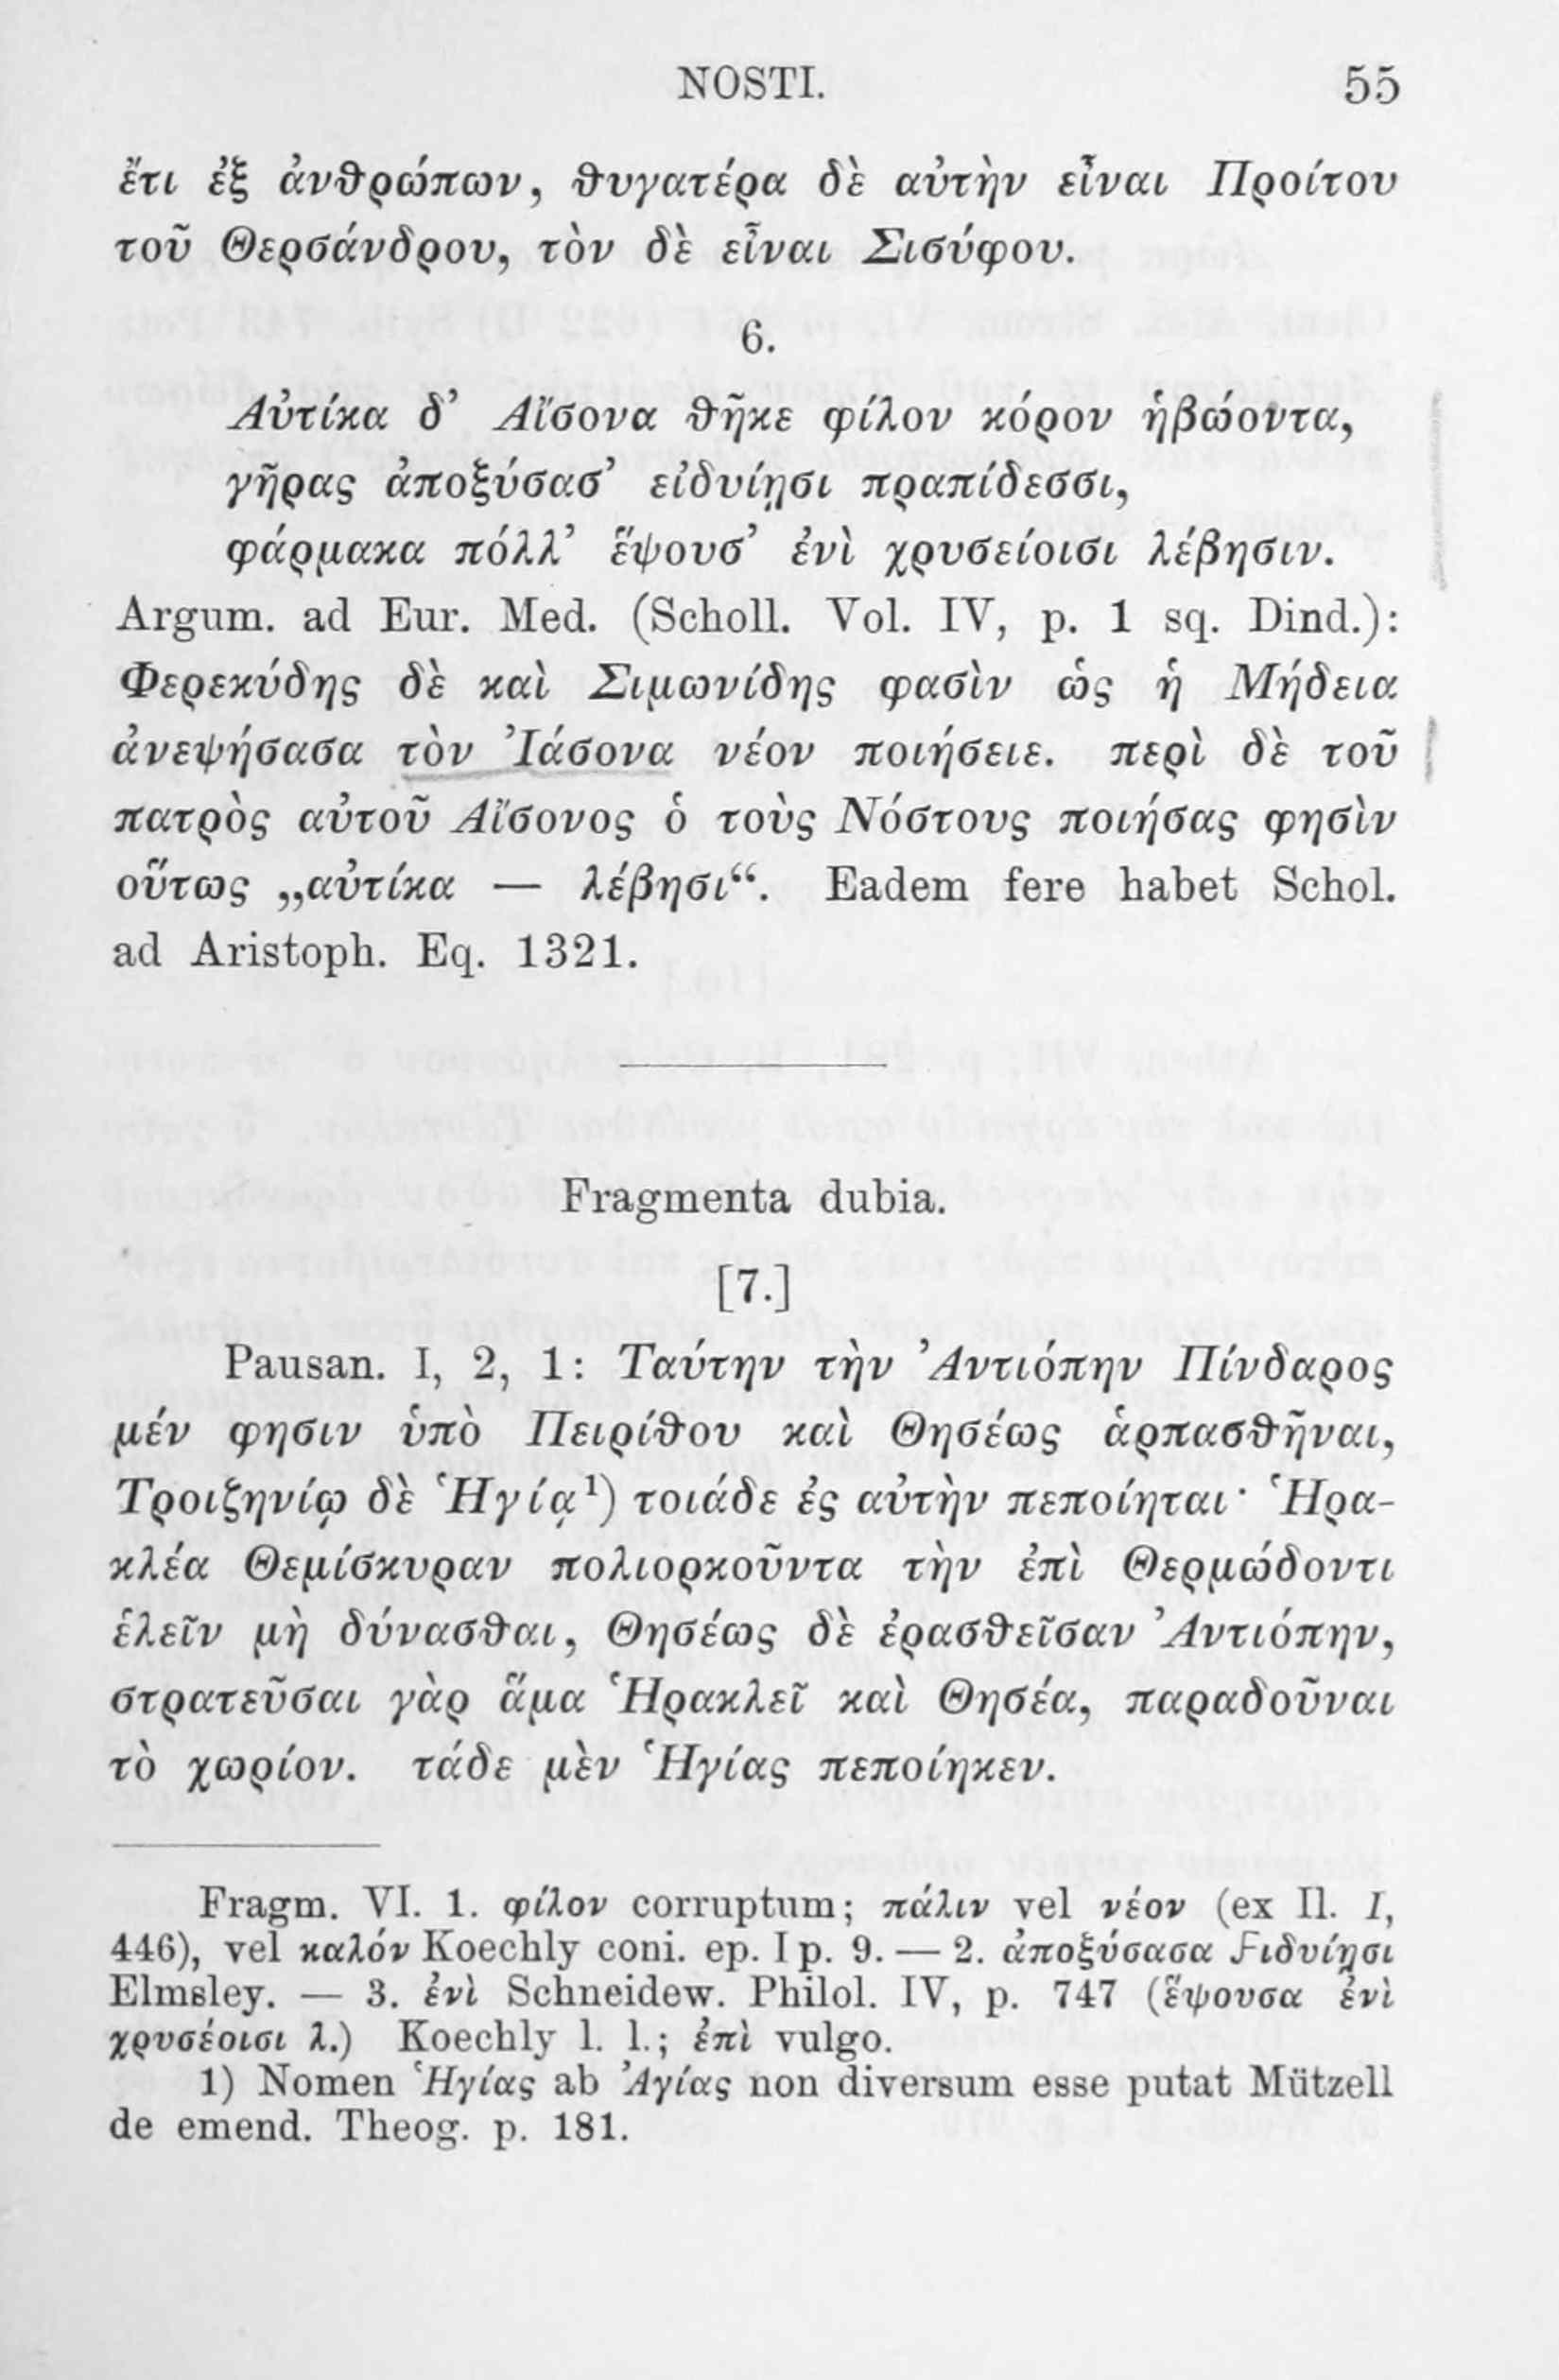 NOSTI. 55
ἔτι ἐξ ἀνθρώπων, θυγατέρα δὲ αὐτὴν εἶναι Προίτου
τοῦ Θερσάνδρου, τὸν δὲ εἶναι Σισύφου.
6.
Αὐτίκα δ’ Αἴσονα θῆκε φίλον κόρον ἡβώοντα,
γῆρας ἀποξύσασ’ εἰδυίῃσι πραπίδεσσι,
φάρμακα πόλλ’ ἕψουσ’ ἐνὶ χρυσείοισι λέβησιν.
Argum. ad Eur. Med. (Scholl. Vol. IV, p. 1 sq. Dind.):
Φερεκύδης δὲ καὶ Σιμωνίδης φασὶν ὡς ἡ Μήδεια
ἀνεψήσασα τὸν Ἰάσονα νέον ποιήσειε. περὶ δὲ τοῦ
πατρὸς αὐτοῦ Αἴσονος ὁ τοὺς Νόστους ποιήσας φησὶν
οὕτως „αὐτίκα — λέβησι“. Eadem fere habet Schol.
ad Aristoph. Eq. 1321.
Fragmenta dubia.
[7.]
Pausan. I, 2, 1: Ταύτην τὴν Ἀντιόπην Πίνδαρος
μέν φησιν ὑπὸ Πειρίθου καὶ Θησέως ἁρπασθῆναι,
Τροιζηνίῳ δὲ Ἡγίᾳ¹) τοιάδε ἐς αὐτὴν πεποίηται· Ἡρα-
κλέα Θεμίσκυραν πολιορκοῦντα τὴν ἐπὶ Θερμώδοντι
ἑλεῖν μὴ δύνασθαι, Θησέως δὲ ἐρασθεῖσαν Ἀντιόπην,
στρατεῦσαι γὰρ ἅμα Ἡρακλεῖ καὶ Θησέα, παραδοῦναι
τὸ χωρίον. τάδε μὲν Ἡγίας πεποίηκεν.
Fragm. VI. 1. φίλον corruptum; πάλιν vel νέον (ex Il. I,
446), vel καλόν Koechly coni. ep. I p. 9. — 2. ἀποξύσασα ϝιδυίῃσι
Elmsley. — 3. ἐνὶ Schneidew. Philol. IV, p. 747 (ἕψουσα ἐνὶ
χρυσέοισι λ.) Koechly l. l.; ἐπὶ vulgo.
1) Nomen Ἡγίας ab Ἀγίας non diversum esse putat Mützell
de emend. Theog. p. 181.